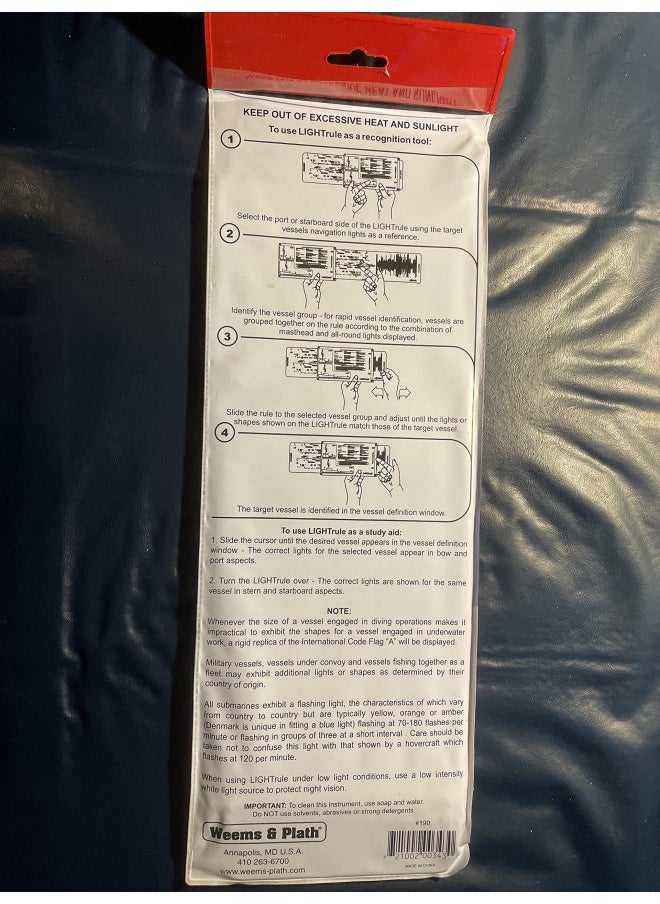 KEEP OUT OF EXCESSIVE HEAT AND SUNLIGHT
To use LIGHTrule as a recognition tool:
1
Select the port or starboard side of the LIGHTrule using the target
vessels navigation lights as a reference.
2
Identify the vessel group - for rapid vessel identification, vessels are
grouped together on the rule according to the combination of
masthead and all-round lights displayed.
3
Slide the rule to the selected vessel group and adjust until the lights or
shapes shown on the LIGHTrule match those of the target vessel.
4
The target vessel is identified in the vessel definition window.
To use LIGHTrule as a study aid:
1. Slide the cursor until the desired vessel appears in the vessel definition
window - The correct lights for the selected vessel appear in bow and
port aspects.
2. Turn the LIGHTrule over - The correct lights are shown for the same
vessel in stern and starboard aspects.
NOTE:
Whenever the size of a vessel engaged in diving operations makes it
impractical to exhibit the shapes for a vessel engaged in underwater
work, a rigid replica of the International Code Flag "A" will be displayed.
Military vessels, vessels under convoy and vessels fishing together as a
fleet may exhibit additional lights or shapes as determined by their
country of origin.
All submarines exhibit a flashing light, the characteristics of which vary
from country to country but are typically yellow, orange or amber
(Denmark is unique in fitting a blue light) flashing at 70-180 flashes per
minute or flashing in groups of three at a short interval . Care should be
taken not to confuse this light with that shown by a hovercraft which
flashes at 120 per minute.
When using LIGHTrule under low light conditions, use a low intensity
white light source to protect night vision.
IMPORTANT: To clean this instrument, use soap and water.
Do NOT use solvents, abrasives or strong detergents.
Weems & Plath®
#190
Annapolis, MD U.S.A.
410 263-6700
www.weems-plath.com
7 21002 00343
MADE IN CHINA